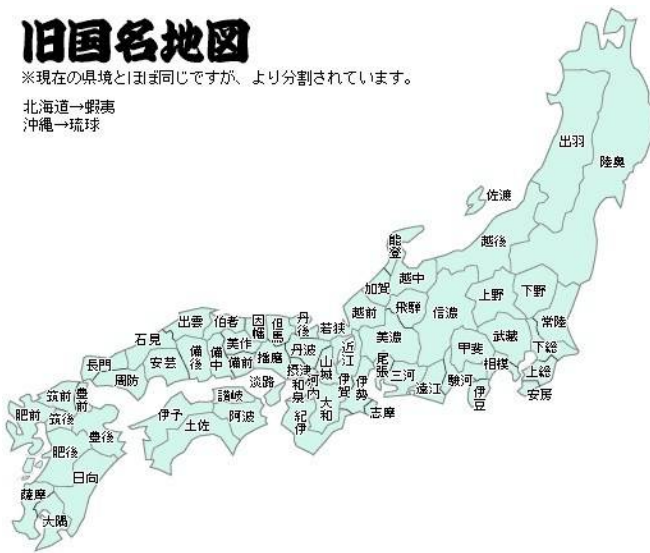 旧国名地図
※現在の県境とほぼ同じですが、より分割されています。
北海道→蝦夷
沖縄→琉球
出羽
陸奥
佐渡
能登
越後
加賀
越中
越前
飛騨
信濃
上野
下野
常陸
出雲
伯耆
因幡
但馬
丹後
若狭
石見
美作
丹波
近江
美濃
武蔵
下総
長門
安芸
備後
備中
備前
播磨
摂津
山城
尾張
甲斐
相模
上総
周防
淡路
和泉
河内
伊賀
伊勢
三河
遠江
駿河
伊豆
安房
筑前
豊前
讃岐
大和
志摩
肥前
筑後
伊予
土佐
阿波
紀伊
豊後
肥後
日向
薩摩
大隅